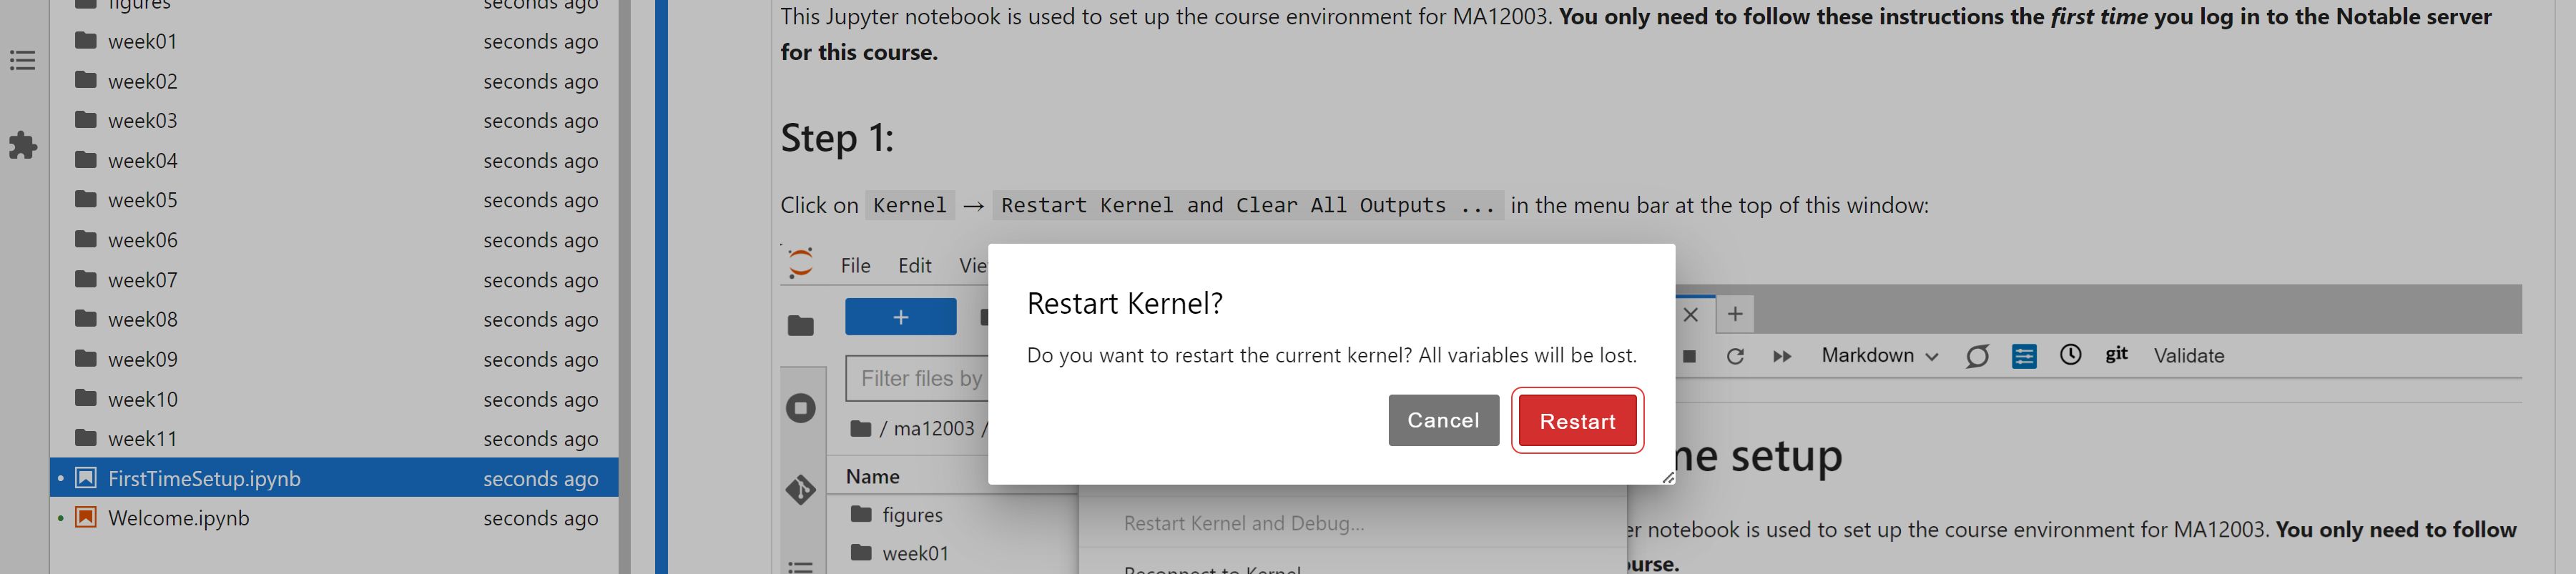 figures seconds ago
week01 seconds ago
week02 seconds ago
week03 seconds ago
week04 seconds ago
week05 seconds ago
week06 seconds ago
week07 seconds ago
week08 seconds ago
week09 seconds ago
week10 seconds ago
week11 seconds ago
FirstTimeSetup.ipynb seconds ago
Welcome.ipynb seconds ago
This Jupyter notebook is used to set up the course environment for MA12003. You only need to follow these instructions the first time you log in to the Notable server
for this course.
Step 1:
Click on Kernel → Restart Kernel and Clear All Outputs ... in the menu bar at the top of this window:
File Edit
+
Filter files by
/ ma12003 /
Name
figures
week01
Restart Kernel?
Do you want to restart the current kernel? All variables will be lost.
Cancel Restart
Restart Kernel and Debug...
Reconnect to Kernel
+
Markdown git Validate
setup
notebook is used to set up the course environment for MA12003. You only need to follow